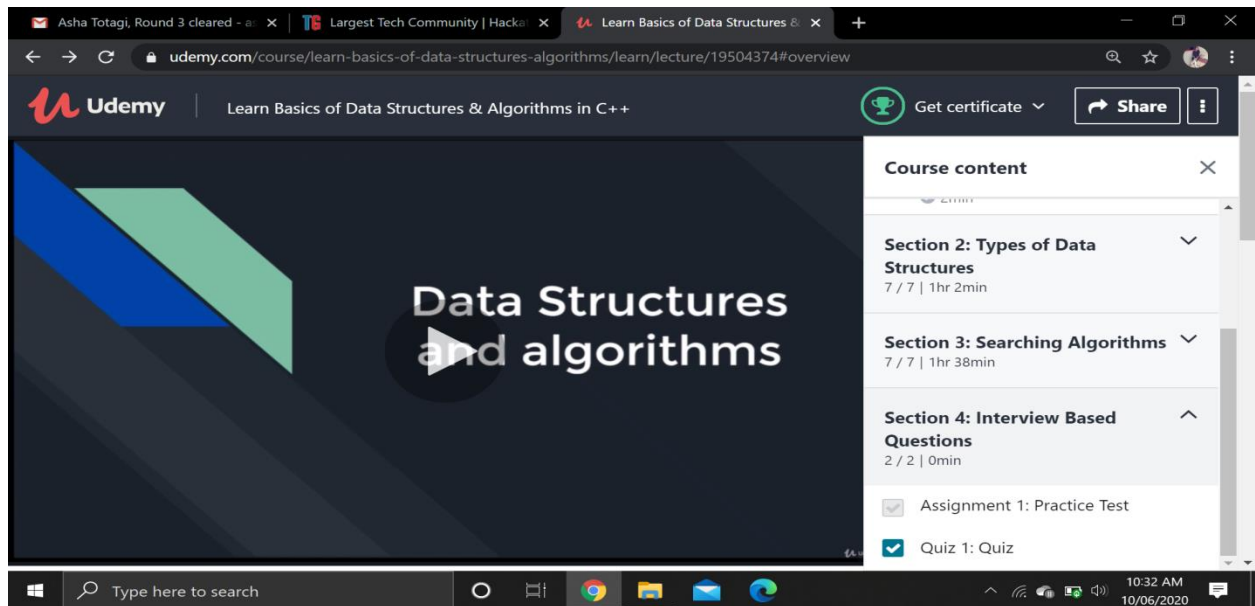 Asha Totagi, Round 3 cleared - as
Largest Tech Community | Hackat
Learn Basics of Data Structures &
udemy.com/course/learn-basics-of-data-structures-algorithms/learn/lecture/19504374#overview
Udemy
Learn Basics of Data Structures & Algorithms in C++
Get certificate
Share
Data Structures
and algorithms
Course content
2min
Section 2: Types of Data
Structures
7 / 7 | 1hr 2min
Section 3: Searching Algorithms
7 / 7 | 1hr 38min
Section 4: Interview Based
Questions
2 / 2 | 0min
Assignment 1: Practice Test
Quiz 1: Quiz
Type here to search
10:32 AM
10/06/2020